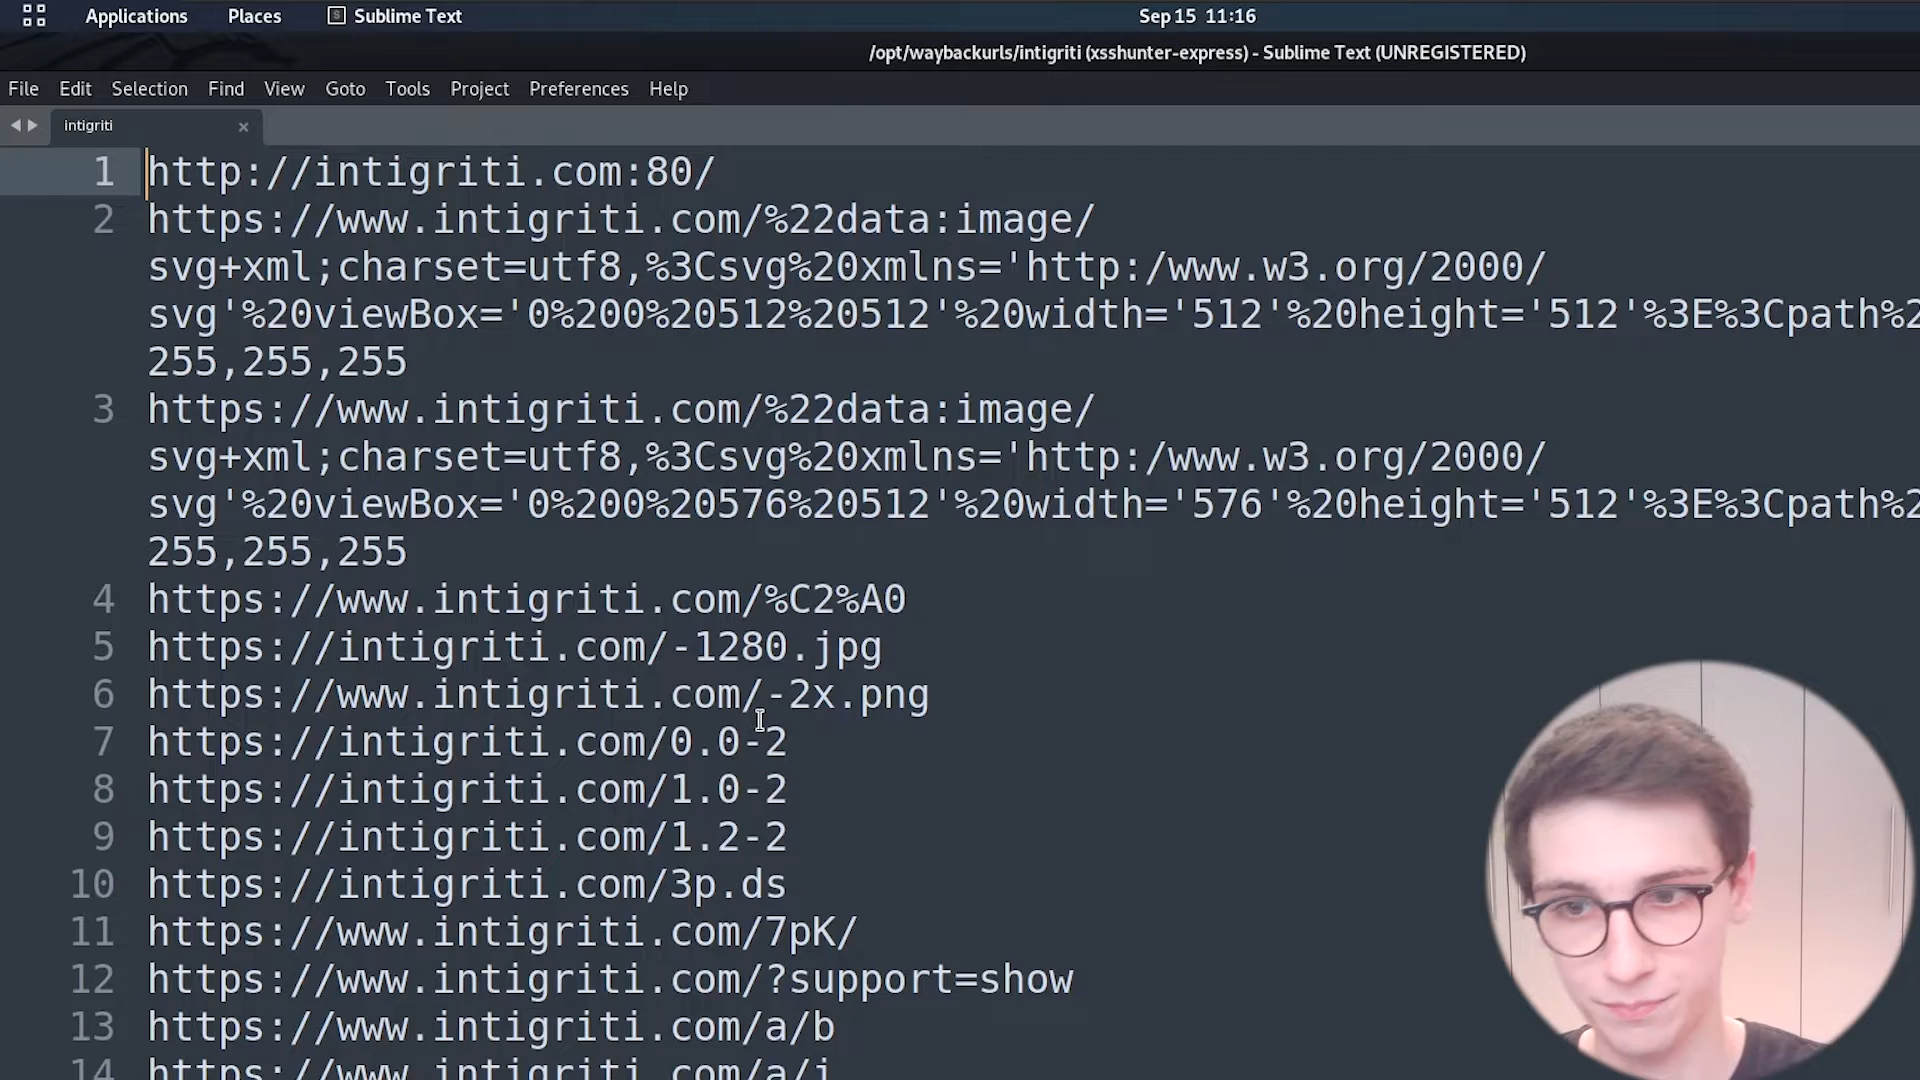 Applications Places Sublime Text Sep 15 11:16
/opt/waybackurls/intigriti (xsshunter-express) - Sublime Text (UNREGISTERED)
File Edit Selection Find View Goto Tools Project Preferences Help
intigriti
1 http://intigriti.com:80/
2 https://www.intigriti.com/%22data:image/
svg+xml;charset=utf8,%3Csvg%20xmlns='http:/www.w3.org/2000/
svg'%20viewBox='0%200%20512%20512'%20width='512'%20height='512'%3E%3Cpath%2
255,255,255
3 https://www.intigriti.com/%22data:image/
svg+xml;charset=utf8,%3Csvg%20xmlns='http:/www.w3.org/2000/
svg'%20viewBox='0%200%20576%20512'%20width='576'%20height='512'%3E%3Cpath%2
255,255,255
4 https://www.intigriti.com/%C2%A0
5 https://intigriti.com/-1280.jpg
6 https://www.intigriti.com/-2x.png
7 https://intigriti.com/0.0-2
8 https://intigriti.com/1.0-2
9 https://intigriti.com/1.2-2
10 https://intigriti.com/3p.ds
11 https://www.intigriti.com/7pK/
12 https://www.intigriti.com/?support=show
13 https://www.intigriti.com/a/b
14